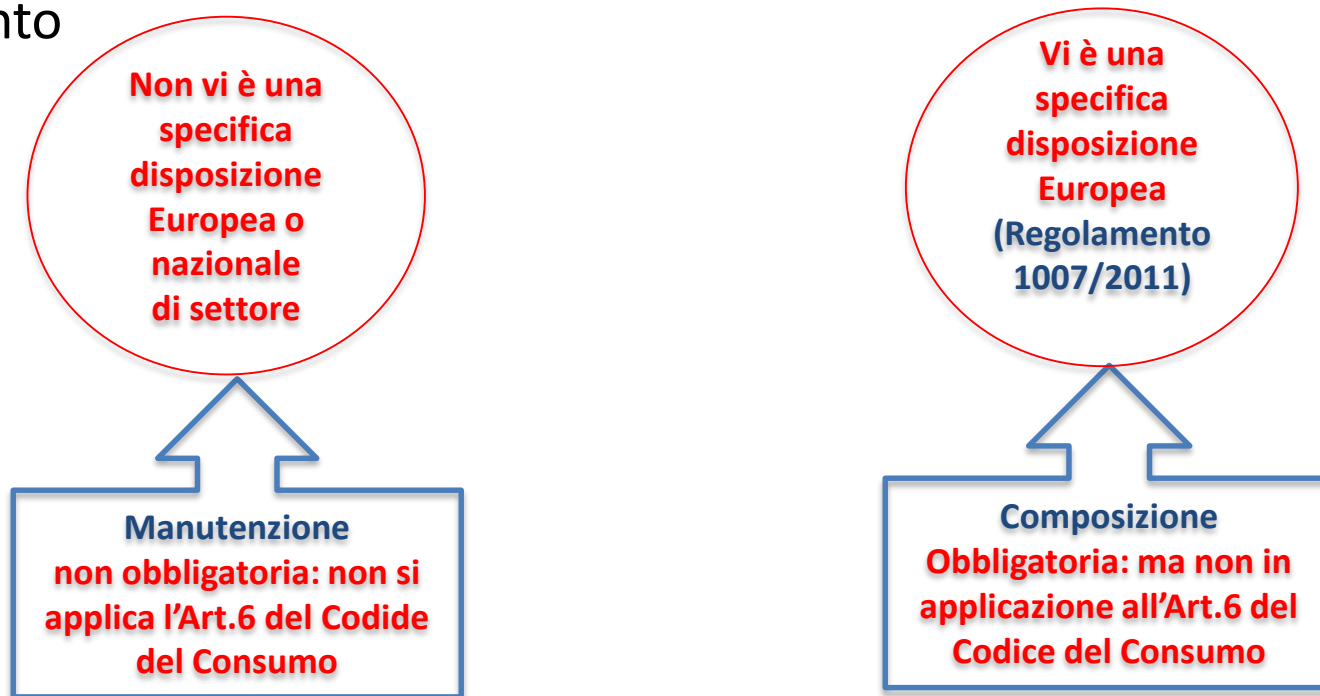 nto
Non vi è una
specifica
disposizione
Europea o
nazionale
di settore
Manutenzione
non obbligatoria: non si
applica l’Art.6 del Codide
del Consumo
Vi è una
specifica
disposizione
Europea
(Regolamento
1007/2011)
Composizione
Obbligatoria: ma non in
applicazione all’Art.6 del
Codice del Consumo